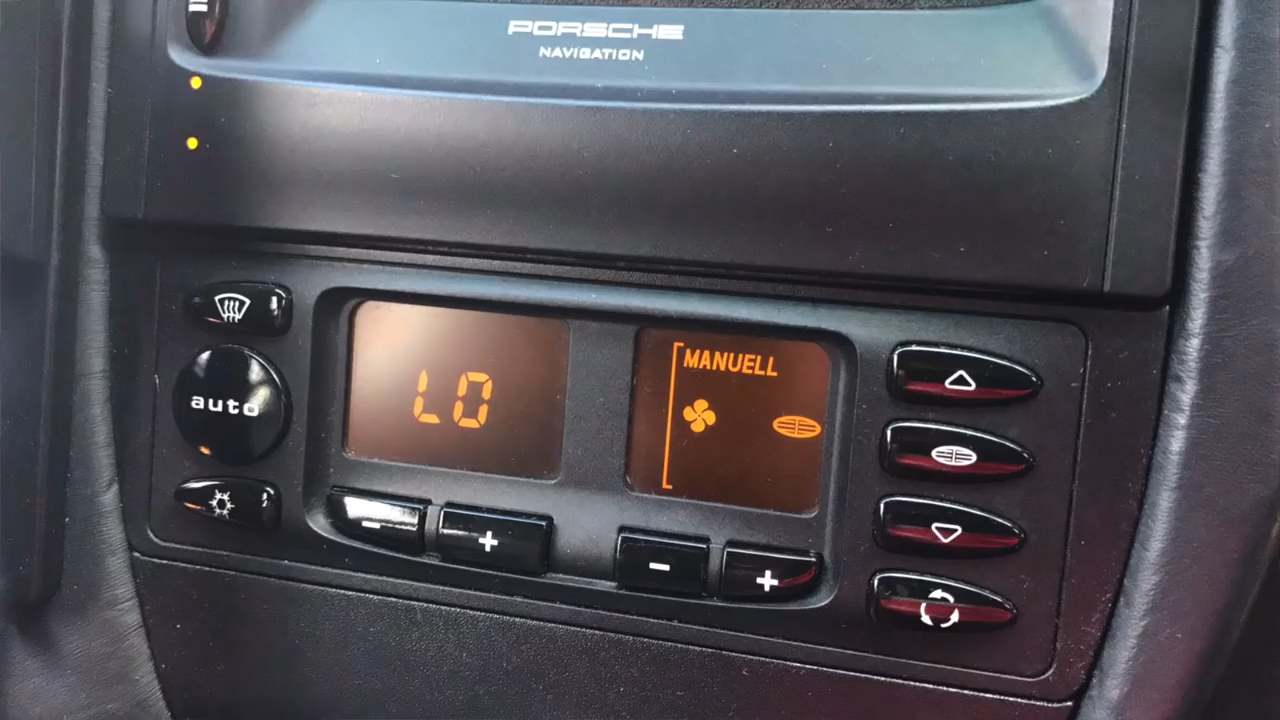 PORSCHE
NAVIGATION
auto
LO
MANUELL
- +
- +